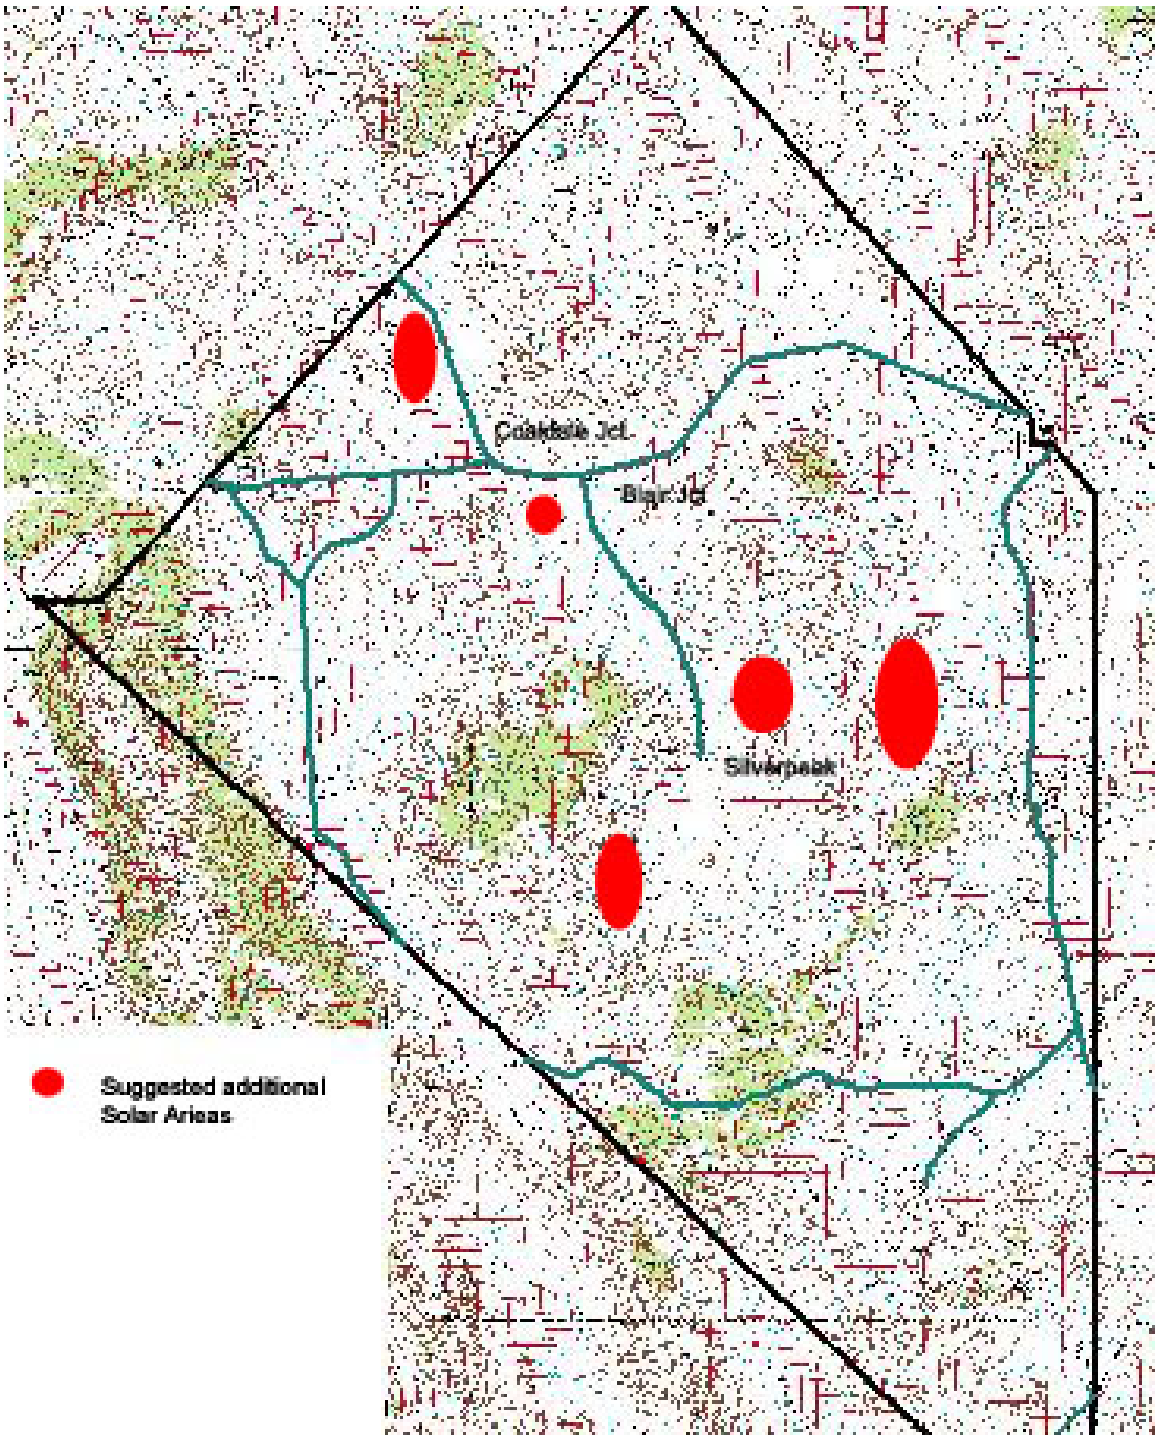 Coaldale Jct.
Blair Jct
Silverpeak
Suggested additional
Solar Arieas